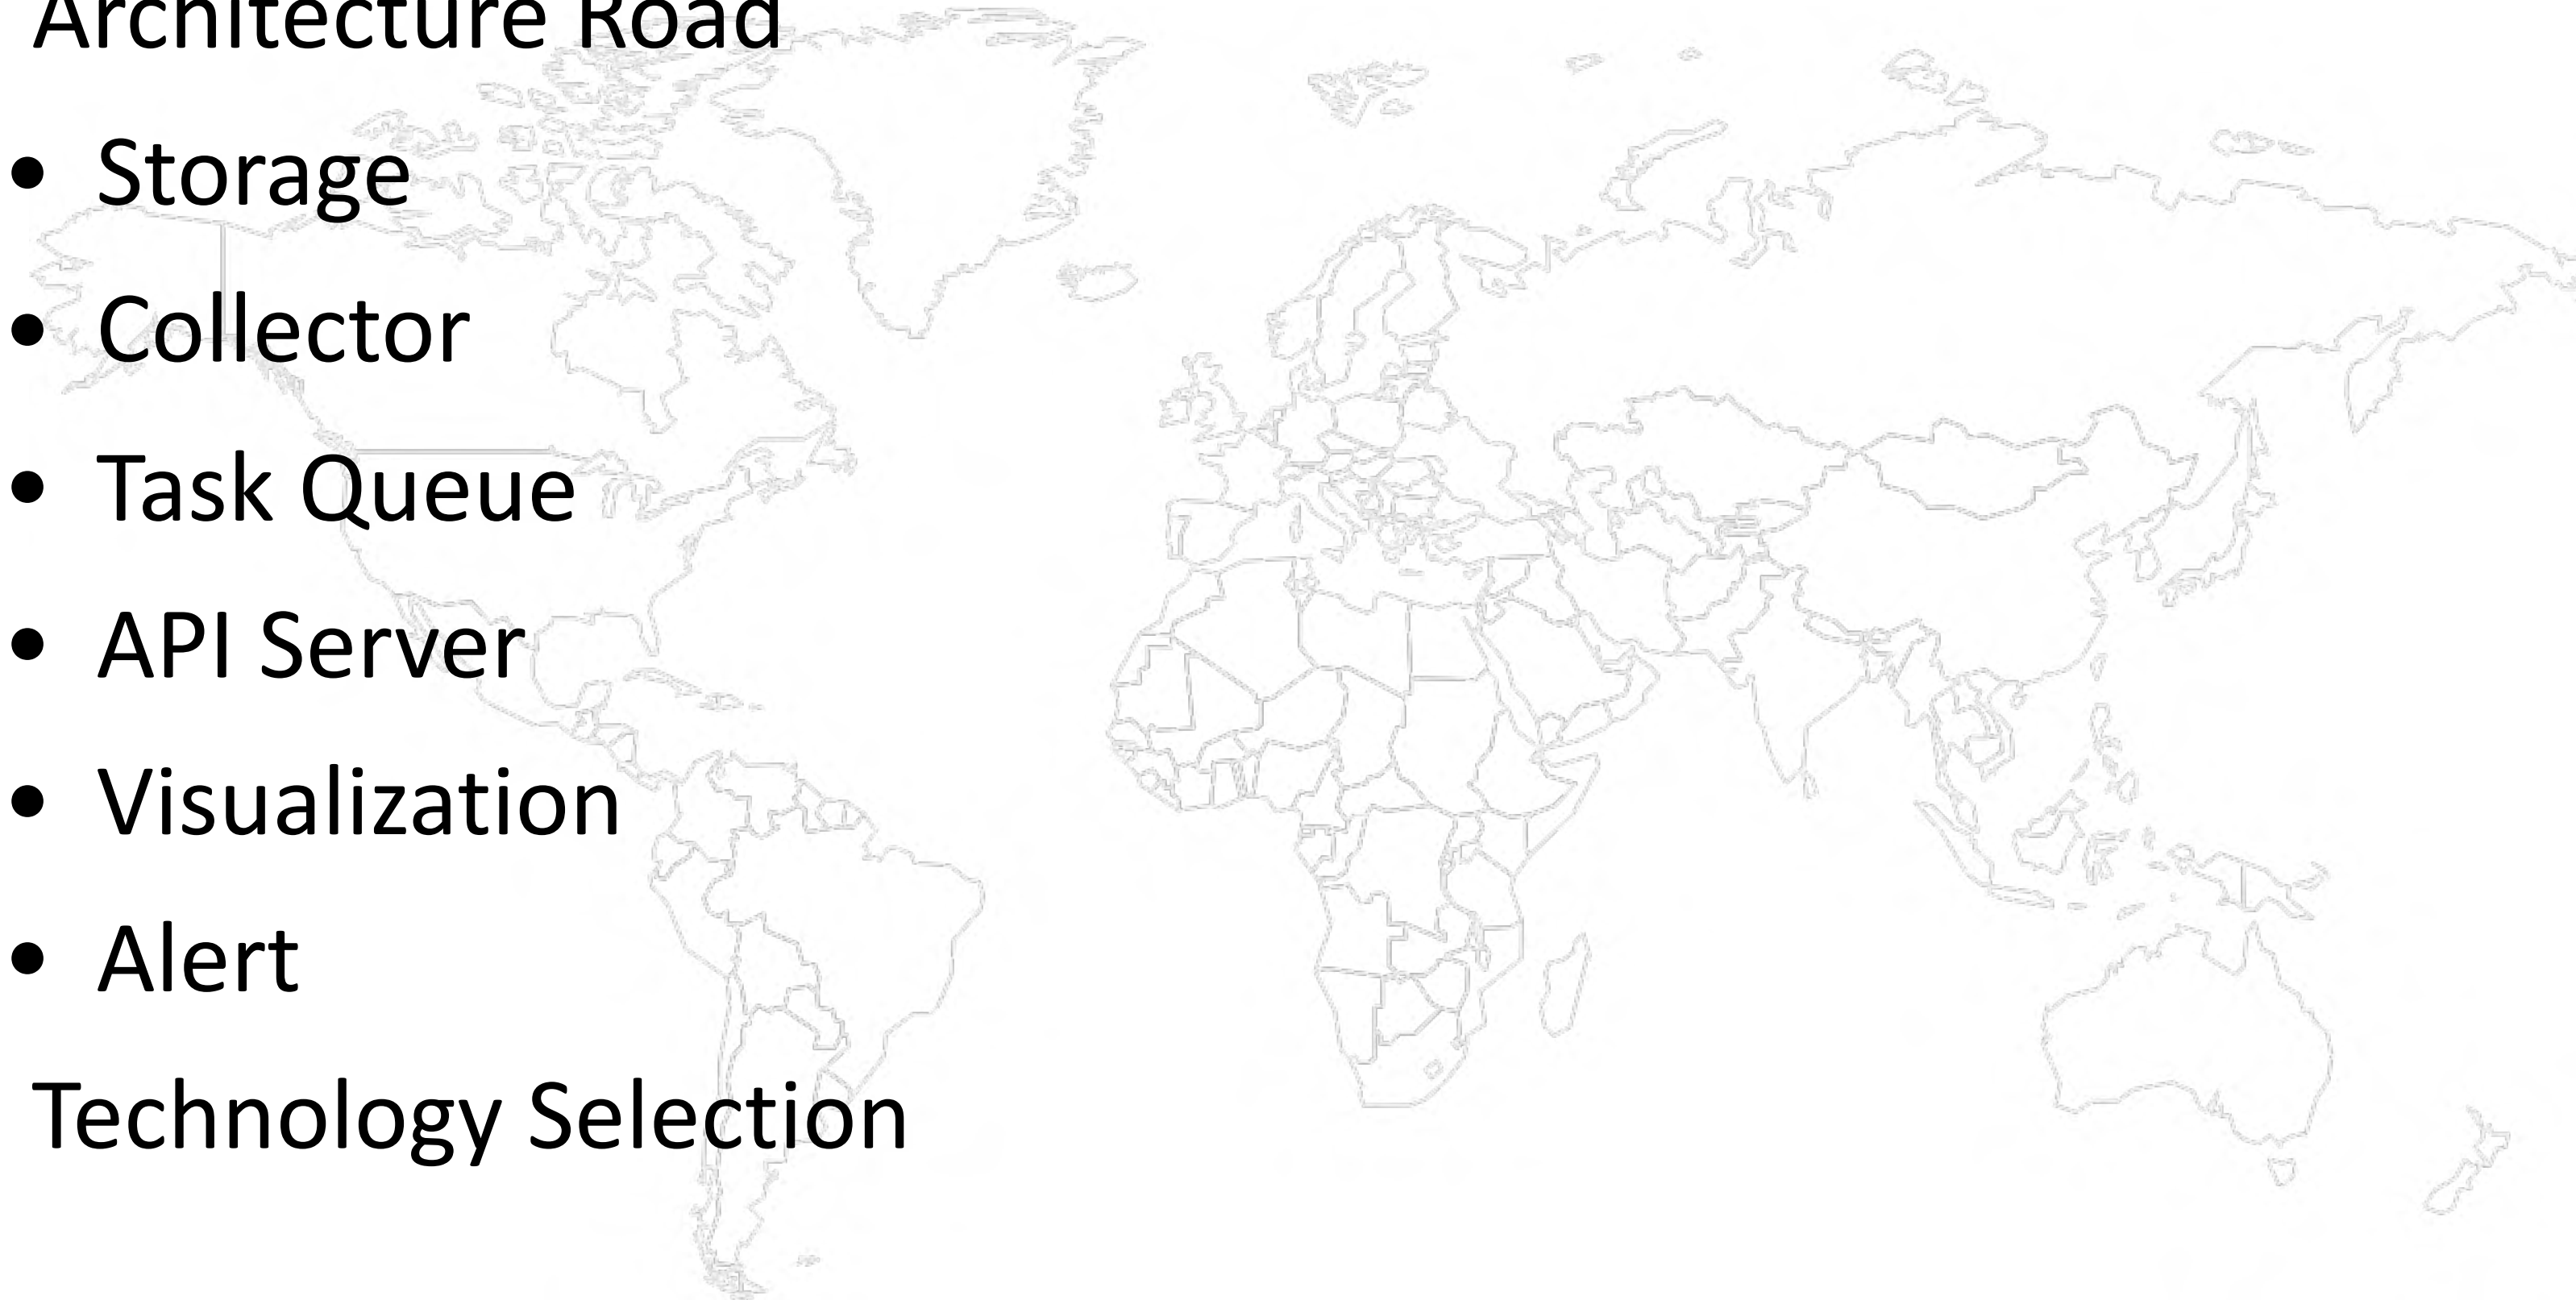 Architecture Road
• Storage
• Collector
• Task Queue
• API Server
• Visualization
• Alert
Technology Selection